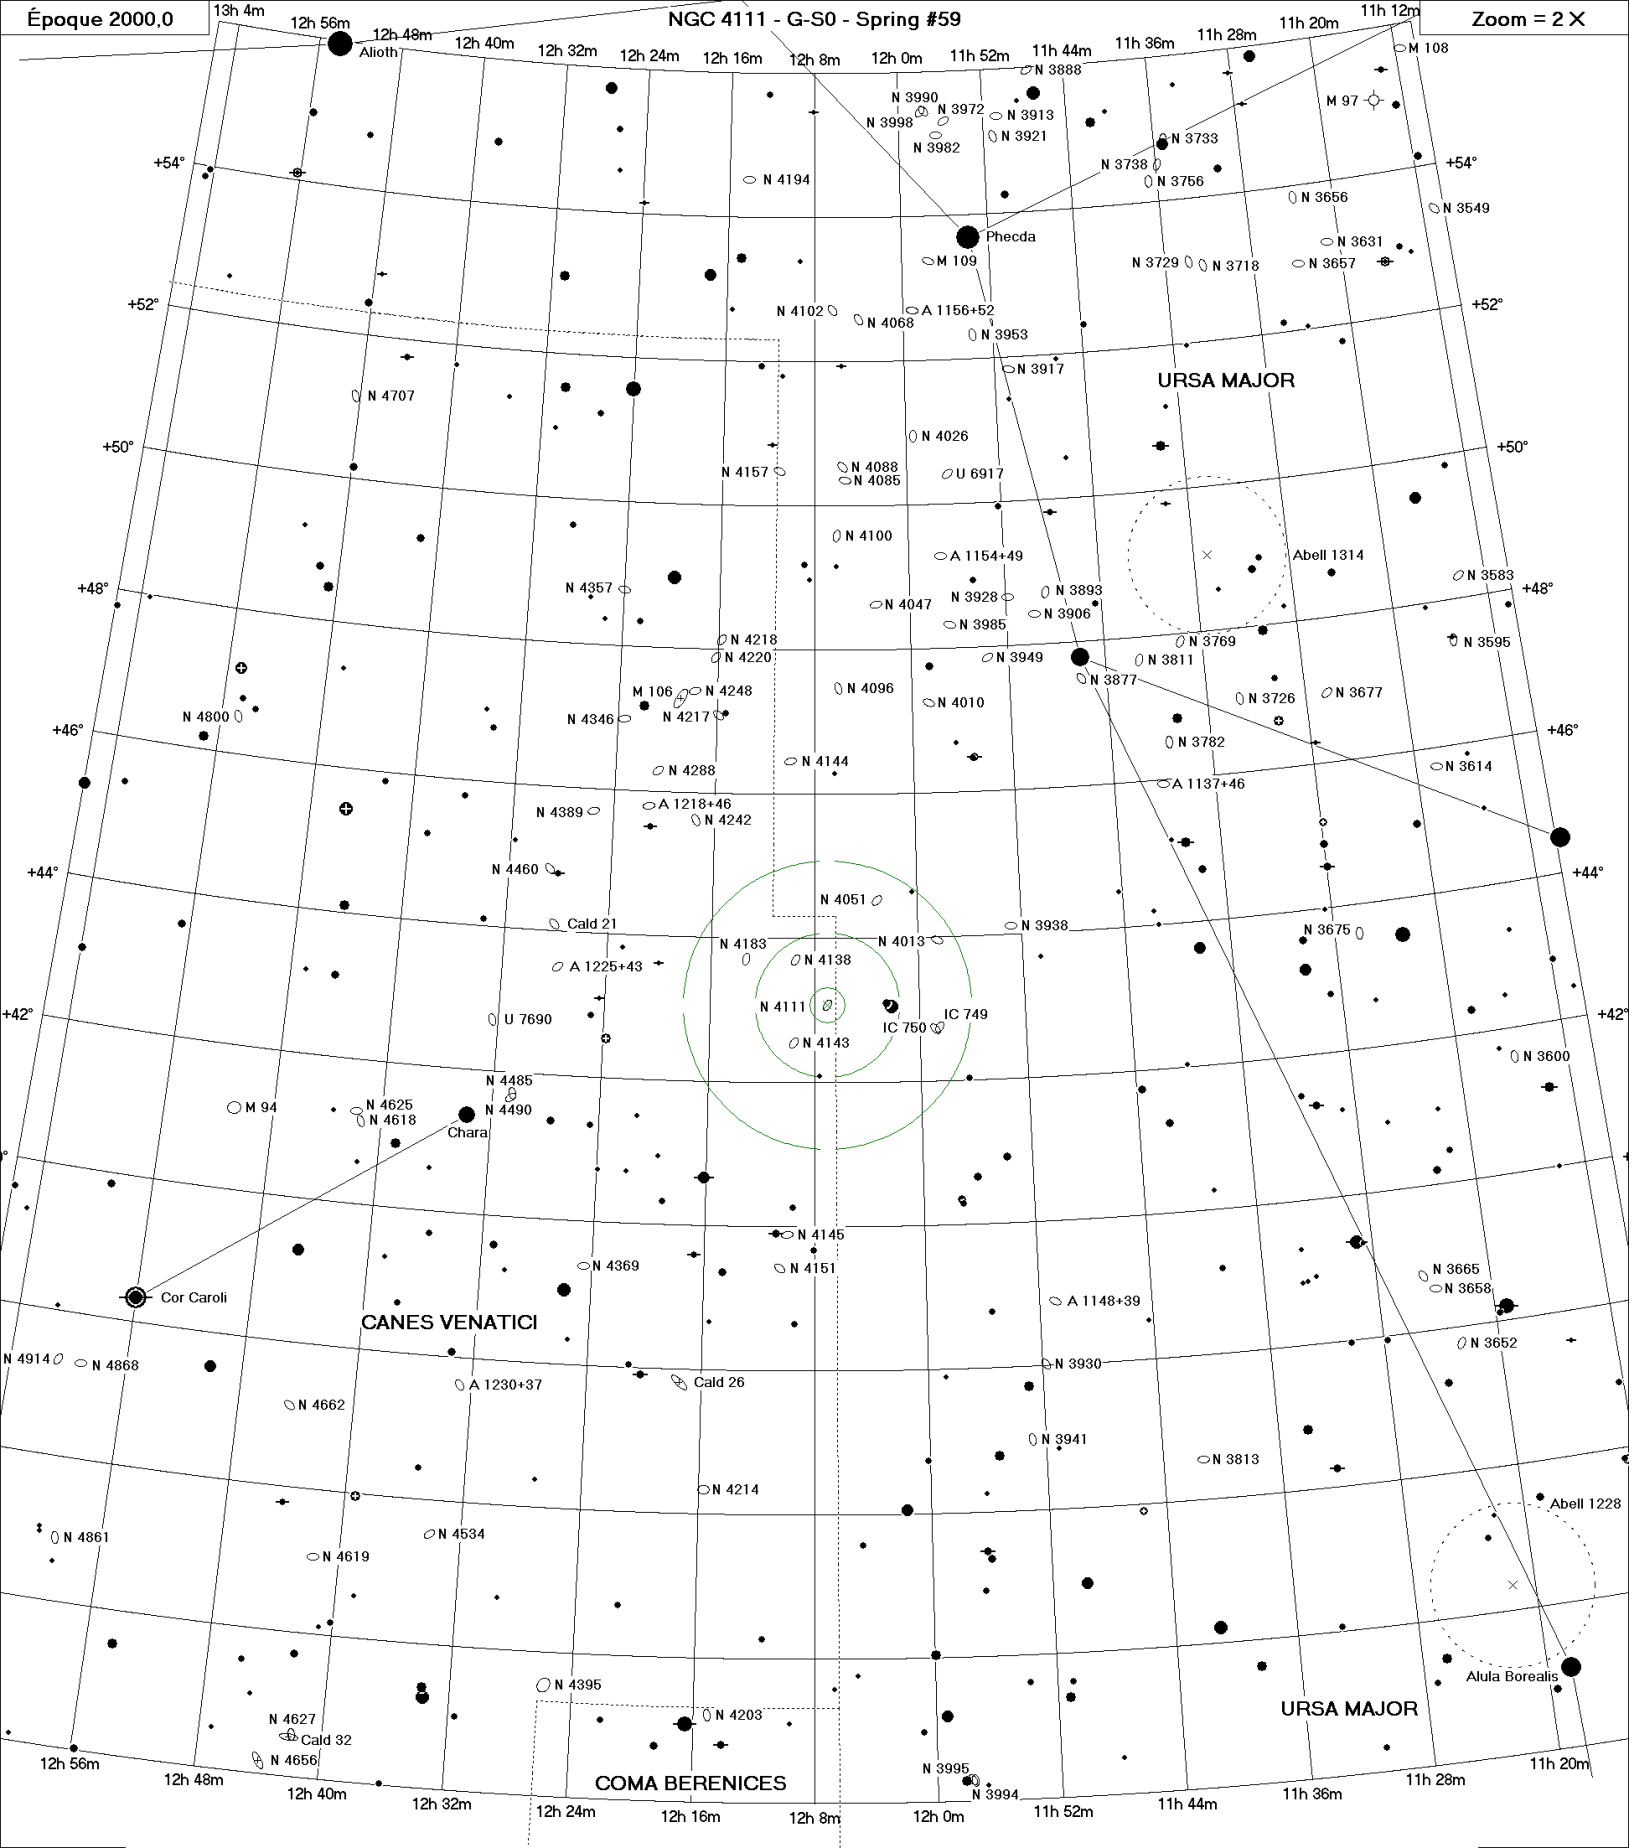 Époque 2000,0
NGC 4111 - G-S0 - Spring #59
Zoom = 2 X
13h 4m
12h 56m
12h 48m
12h 40m
12h 32m
12h 24m
12h 16m
12h 8m
12h 0m
11h 52m
11h 44m
11h 36m
11h 28m
11h 20m
11h 12m
Alioth
M 108
N 3888
N 3990
N 3972
N 3913
M 97
N 3998
N 3921
N 3733
N 3982
N 3738
+54°
+54°
N 4194
N 3756
N 3656
N 3549
Phecda
N 3631
M 109
N 3729
N 3718
N 3657
+52°
+52°
N 4102
A 1156+52
N 4068
N 3953
N 3917
URSA MAJOR
N 4707
N 4026
+50°
+50°
N 4157
N 4088
N 4085
U 6917
N 4100
A 1154+49
Abell 1314
N 3583
+48°
+48°
N 4357
N 3928
N 3893
N 4047
N 3906
N 3985
N 4218
N 3769
N 3595
N 4220
N 3949
N 3811
N 3877
M 106
N 4248
N 4096
N 3726
N 3677
N 4800
N 4346
N 4217
N 4010
+46°
+46°
N 3782
N 4144
N 3614
N 4288
A 1137+46
A 1218+46
N 4389
N 4242
N 4460
+44°
+44°
N 4051
Cald 21
N 3938
N 3675
N 4183
N 4013
A 1225+43
N 4138
N 4111
+42°
+42°
U 7690
IC 749
IC 750
N 4143
N 3600
N 4485
M 94
N 4625
N 4490
N 4618
Chara
°
N 4145
N 4369
N 4151
N 3665
N 3658
Cor Caroli
A 1148+39
CANES VENATICI
N 3652
N 4914
N 4868
N 3930
Cald 26
A 1230+37
N 4662
N 3941
N 3813
N 4214
Abell 1228
N 4861
N 4534
N 4619
Alula Borealis
N 4395
URSA MAJOR
N 4203
N 4627
Cald 32
N 4656
N 3995
COMA BERENICES
N 3994
12h 56m
12h 48m
12h 40m
12h 32m
12h 24m
12h 16m
12h 8m
12h 0m
11h 52m
11h 44m
11h 36m
11h 28m
11h 20m